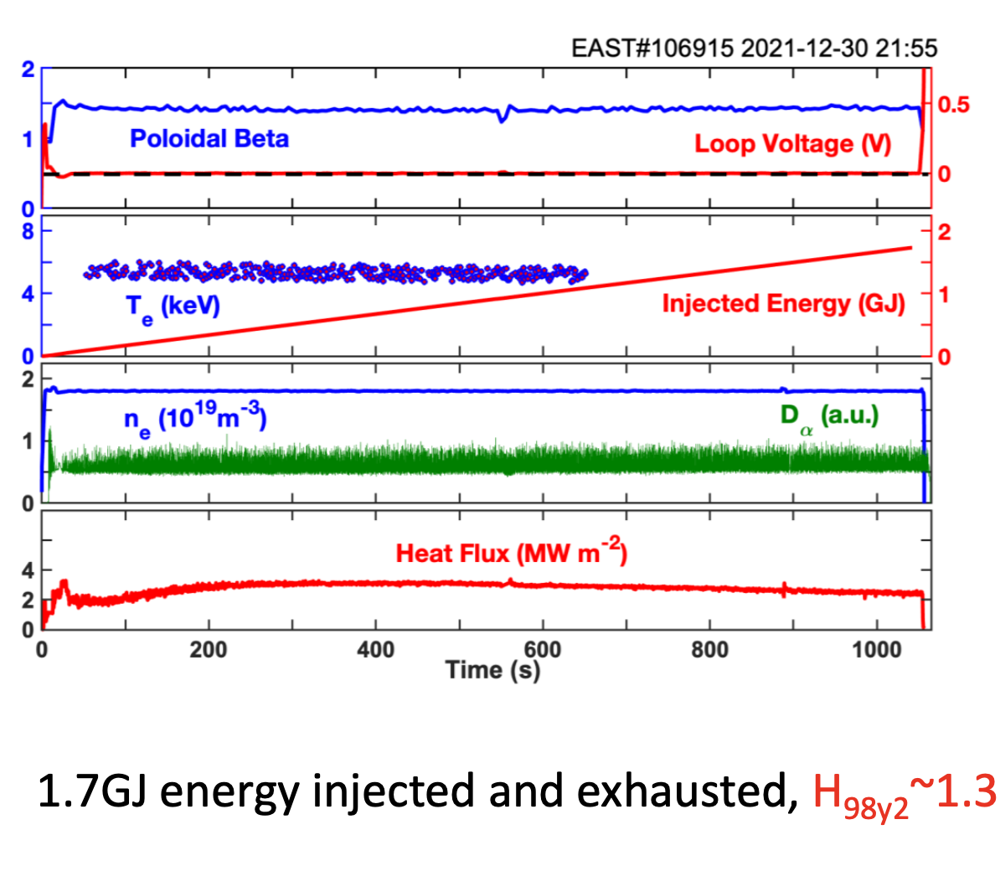 EAST#106915 2021-12-30 21:55
2
1
0
Poloidal Beta
Loop Voltage (V)
0.5
0
8
4
0
Te (keV)
Injected Energy (GJ)
2
1
0
2
1
0
ne (10^19m^-3)
Dα (a.u.)
4
2
0
Heat Flux (MW m^-2)
0 200 400 600 800 1000
Time (s)
1.7GJ energy injected and exhausted, H98y2~1.3